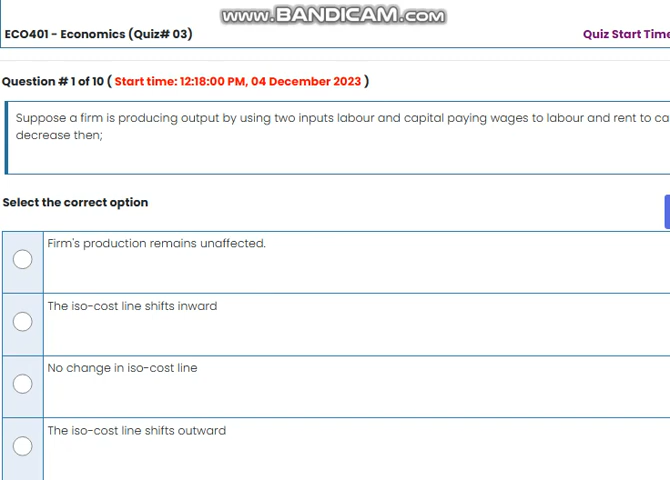 www.BANDICAM.com
ECO401 - Economics (Quiz# 03)
Quiz Start Time
Question # 1 of 10 ( Start time: 12:18:00 PM, 04 December 2023 )
Suppose a firm is producing output by using two inputs labour and capital paying wages to labour and rent to ca
decrease then;
Select the correct option
Firm's production remains unaffected.
The iso-cost line shifts inward
No change in iso-cost line
The iso-cost line shifts outward